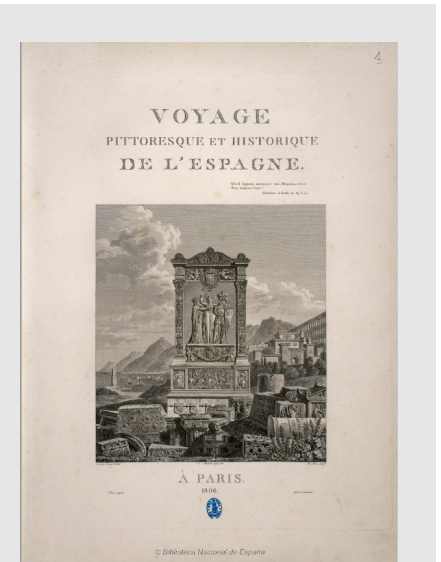 4
VOYAGE
PITTORESQUE ET HISTORIQUE
DE L'ESPAGNE.
À PARIS.
1806.
© Biblioteca Nacional de España